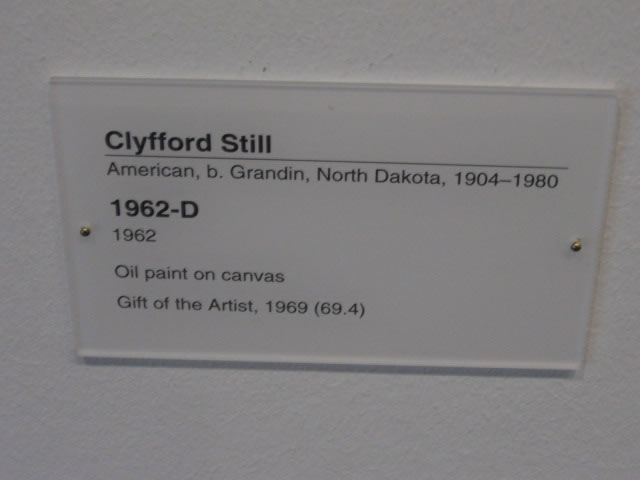 Clyfford Still
American, b. Grandin, North Dakota, 1904–1980
1962-D
1962
Oil paint on canvas
Gift of the Artist, 1969 (69.4)